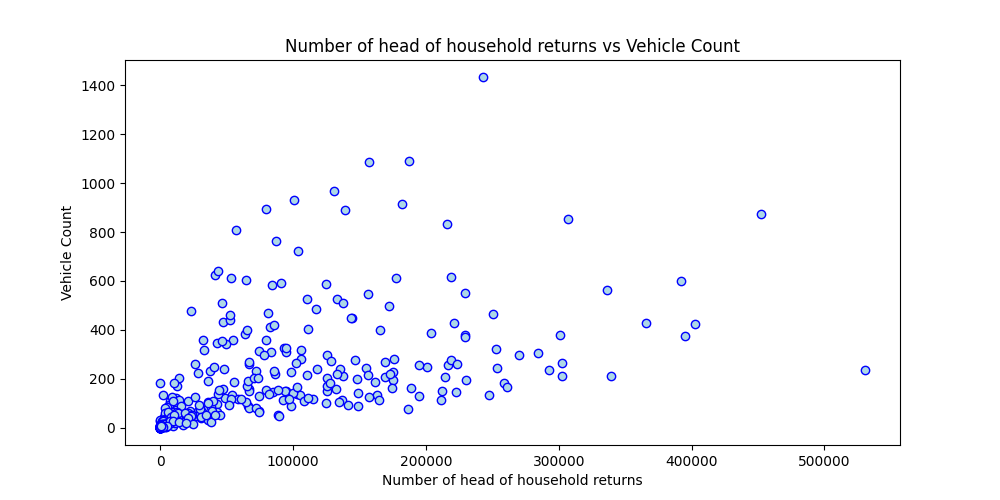 Number of head of household returns vs Vehicle Count
1400
1200
1000
800
600
400
200
0
Vehicle Count
0 100000 200000 300000 400000 500000
Number of head of household returns